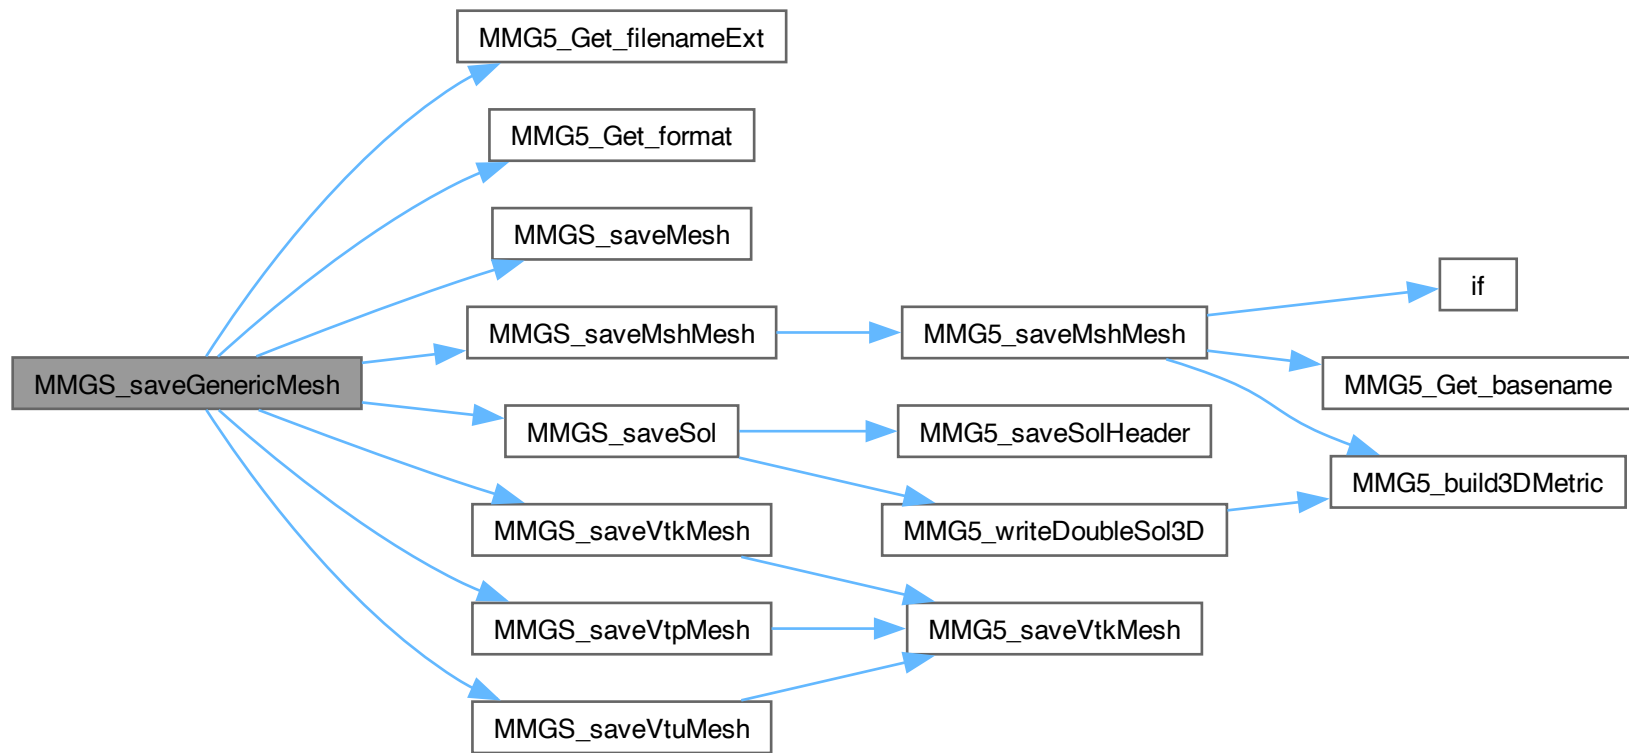 MMG5_Get_filenameExt
MMG5_Get_format
MMGS_saveMesh
if
MMGS_saveMshMesh
MMG5_saveMshMesh
MMGS_saveGenericMesh
MMG5_Get_basename
MMGS_saveSol
MMG5_saveSolHeader
MMG5_build3DMetric
MMGS_saveVtkMesh
MMG5_writeDoubleSol3D
MMGS_saveVtpMesh
MMG5_saveVtkMesh
MMGS_saveVtuMesh